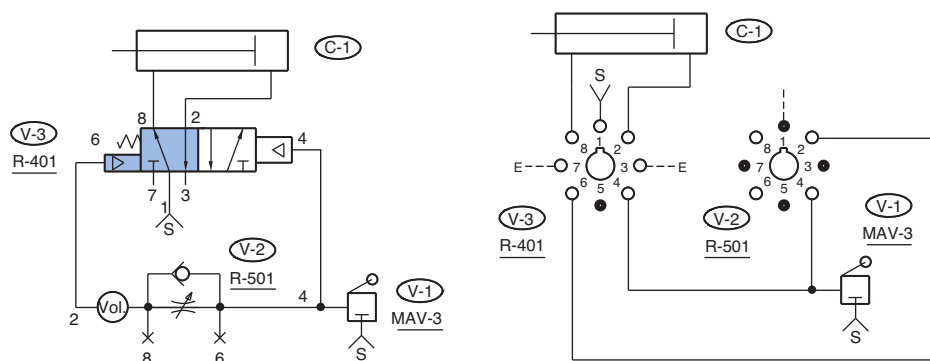 C-1
8 2
V-3 6 4
R-401
7 3
1
S
V-2
R-501
4 V-1
2 Vol. MAV-3
8 6 S
C-1
S
8 1 2
E 7 3 E
6 5 4
V-3
R-401
8 1 2
7 3
6 5 4
V-2
R-501
V-1
MAV-3
S